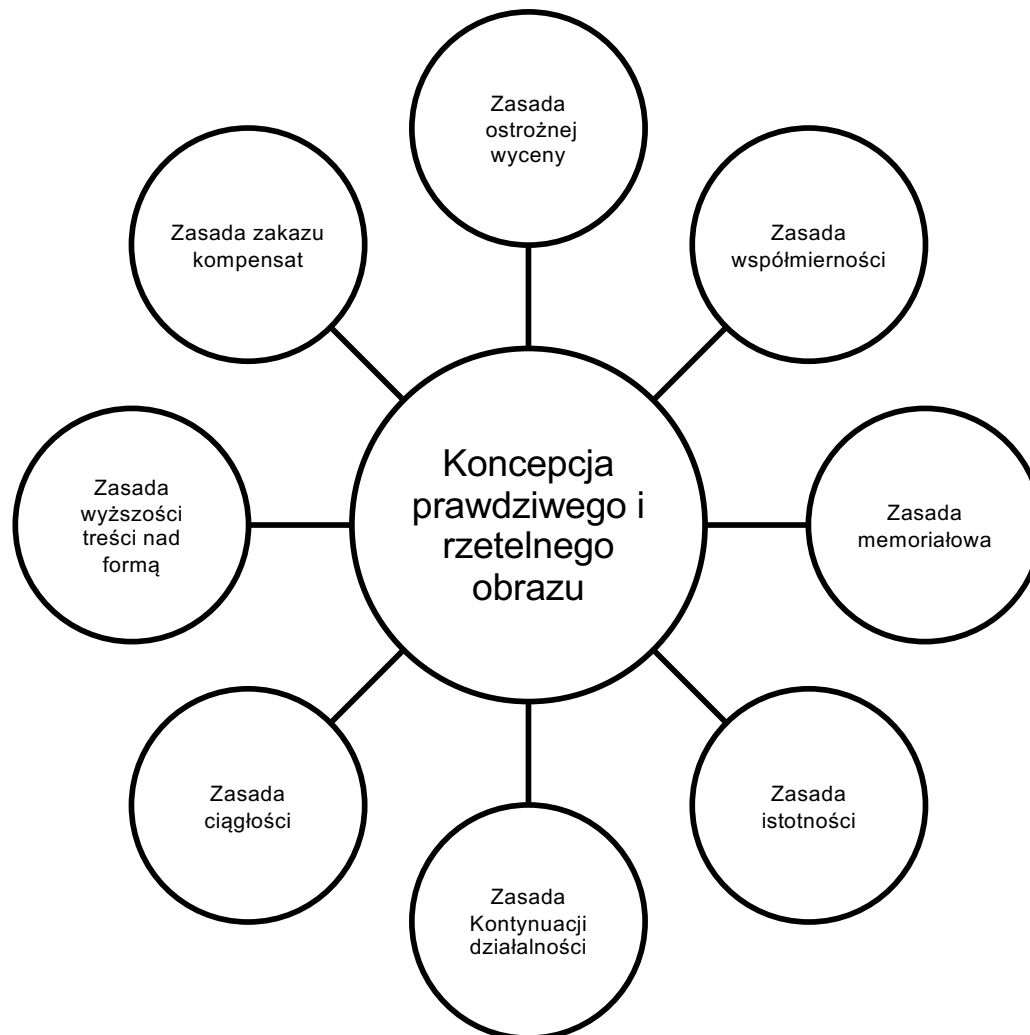 Zasada
ostrożnej
wyceny
Zasada zakazu
kompensat
Zasada
współmierności
Zasada
wyższości
treści nad
formą
Koncepcja
prawdziwego i
rzetelnego
obrazu
Zasada
memoriałowa
Zasada
ciągłości
Zasada
istotności
Zasada
Kontynuacji
działalności